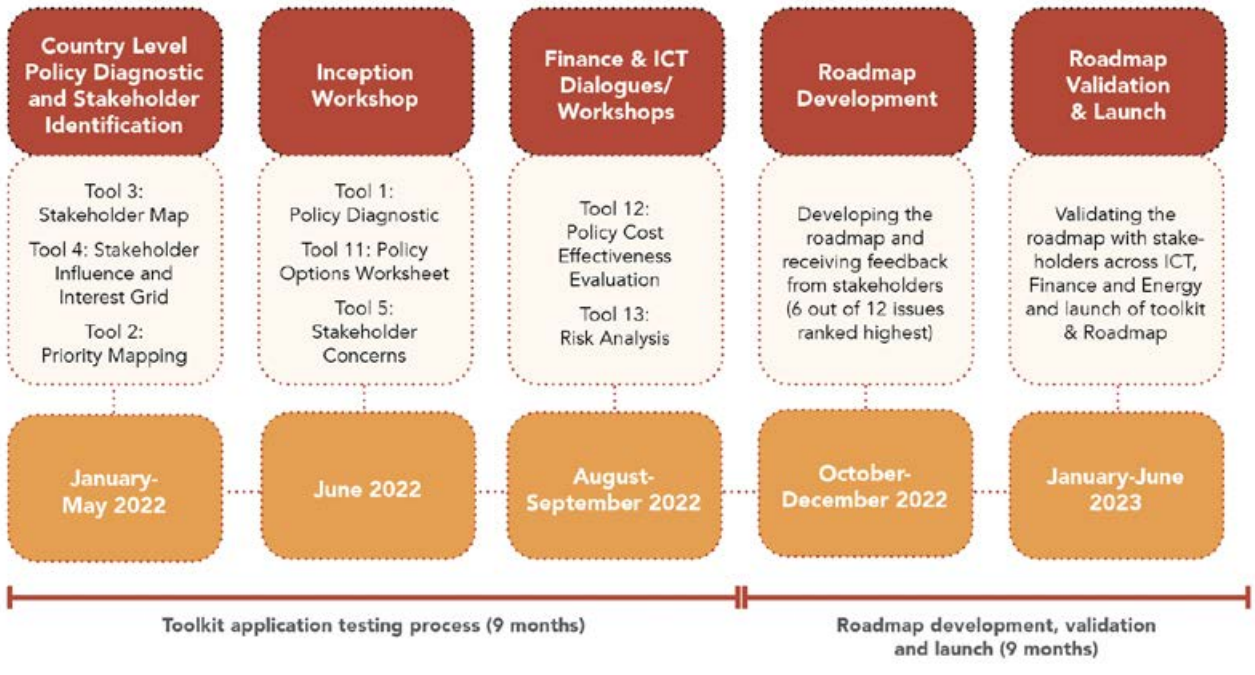 Country Level
Policy Diagnostic
and Stakeholder
Identification
Inception
Workshop
Finance & ICT
Dialogues/
Workshops
Roadmap
Development
Roadmap
Validation
& Launch
Tool 3:
Stakeholder Map
Tool 4: Stakeholder
Influence and
Interest Grid
Tool 2:
Priority Mapping
Tool 1:
Policy Diagnostic
Tool 11: Policy
Options Worksheet
Tool 5:
Stakeholder
Concerns
Tool 12:
Policy Cost
Effectiveness
Evaluation
Tool 13:
Risk Analysis
Developing the
roadmap and
receiving feedback
from stakeholders
(6 out of 12 issues
ranked highest)
Validating the
roadmap with stake-
holders across ICT,
Finance and Energy
and launch of toolkit
& Roadmap
January-
May 2022
June 2022
August-
September 2022
October-
December 2022
January-June
2023
Toolkit application testing process (9 months)
Roadmap development, validation
and launch (9 months)